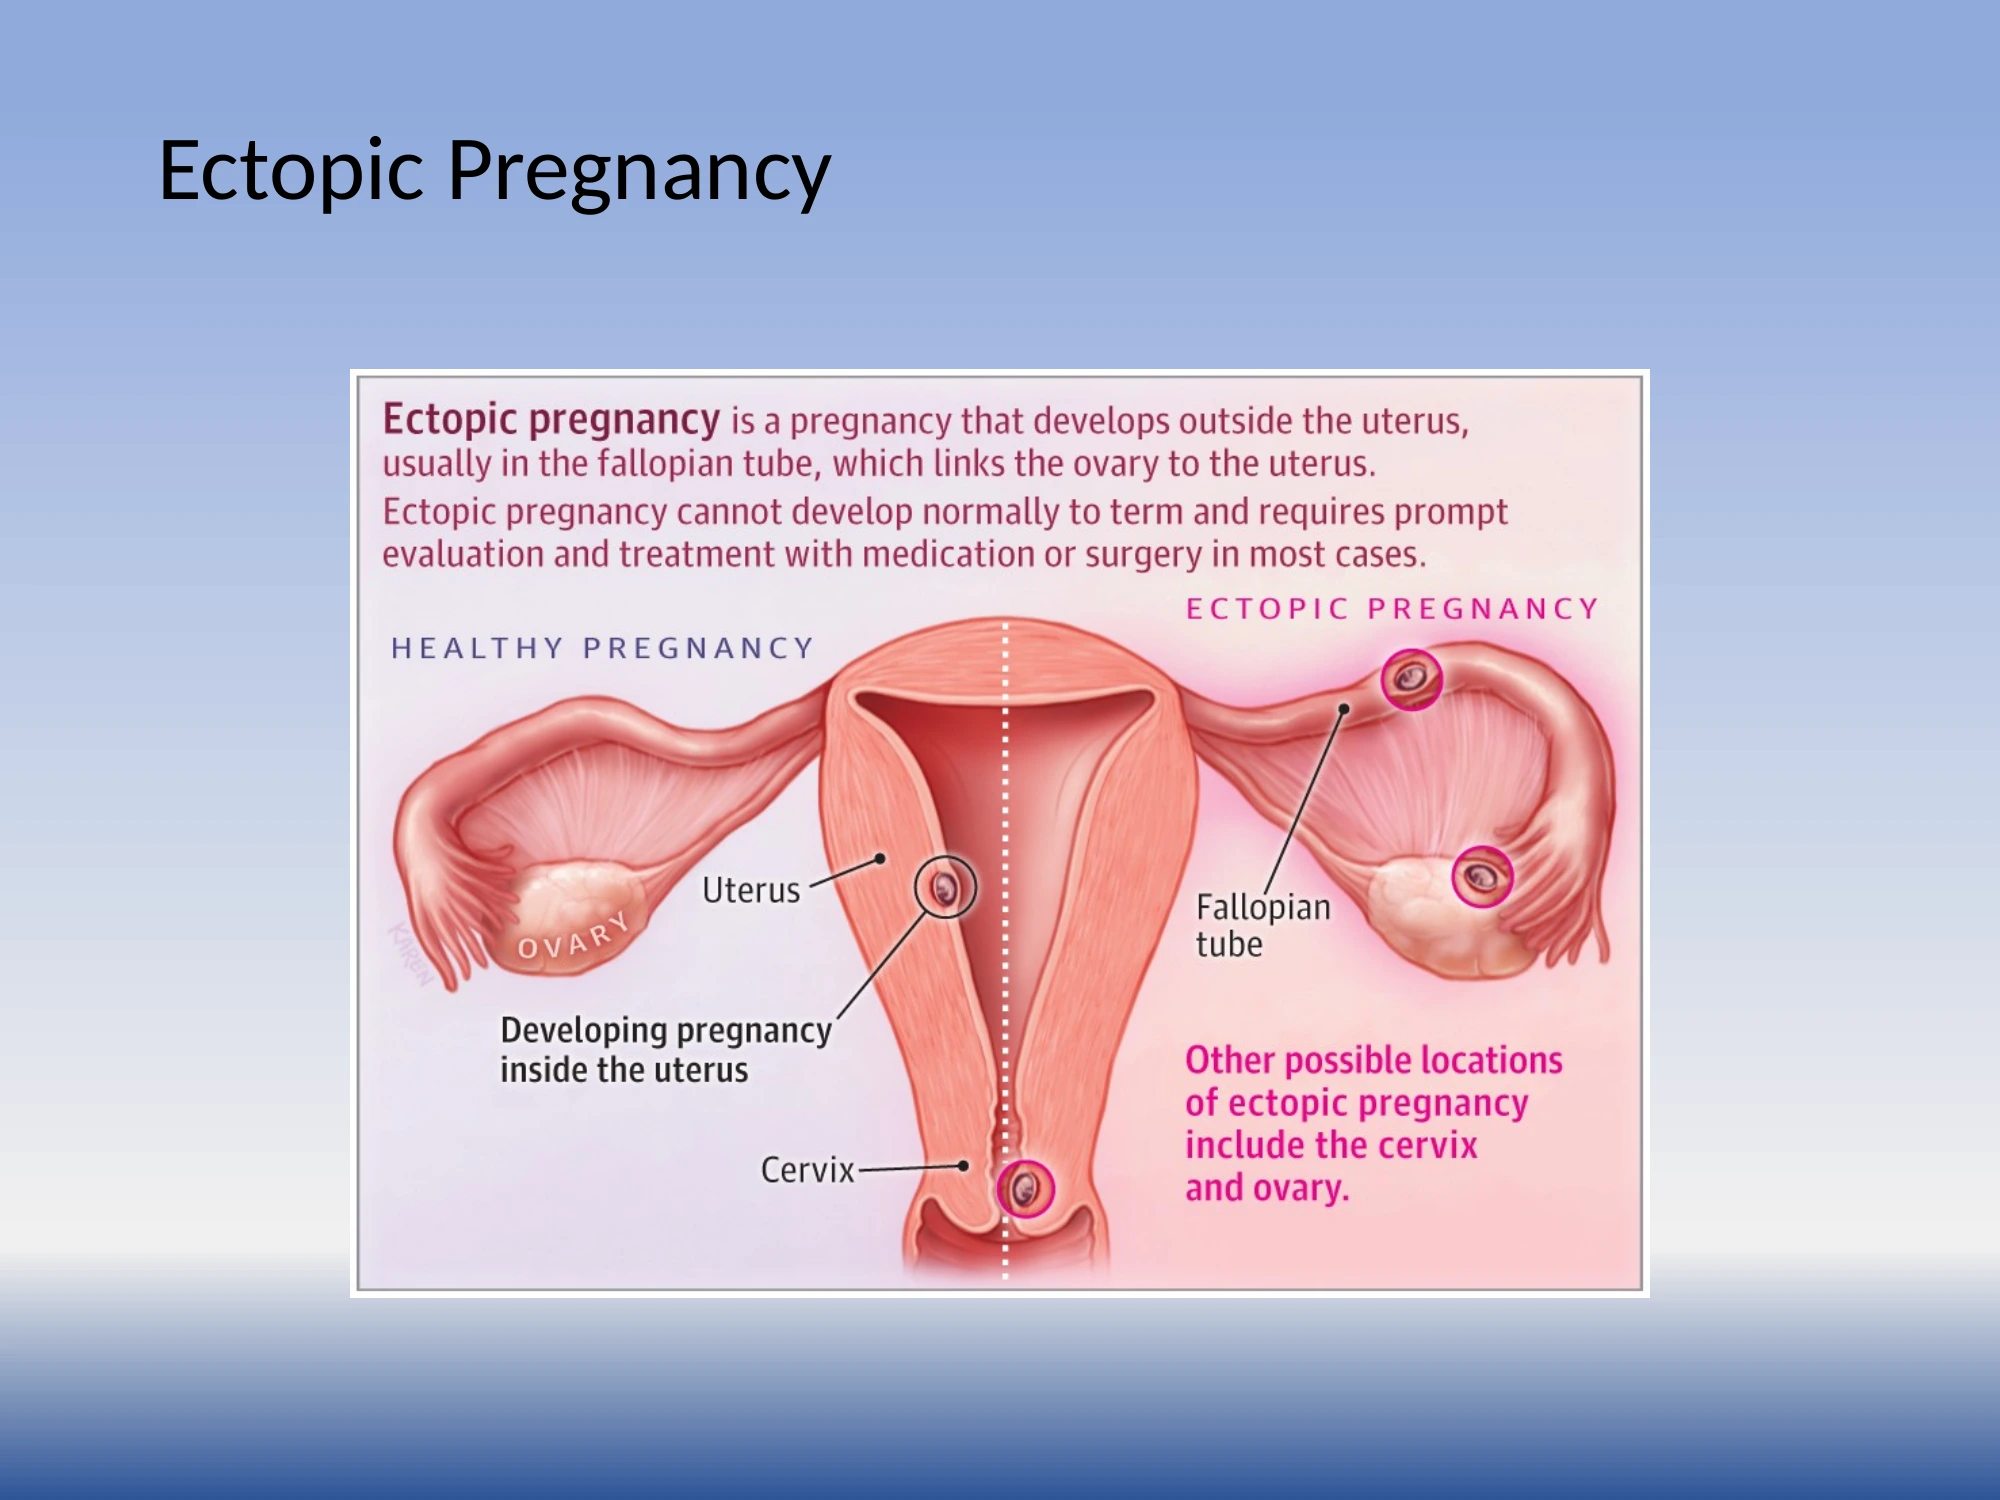 Ectopic Pregnancy
Ectopic pregnancy is a pregnancy that develops outside the uterus,
usually in the fallopian tube, which links the ovary to the uterus.
Ectopic pregnancy cannot develop normally to term and requires prompt
evaluation and treatment with medication or surgery in most cases.
HEALTHY PREGNANCY
ECTOPIC PREGNANCY
Uterus
OVARY
KAREN
Developing pregnancy
inside the uterus
Cervix
Fallopian
tube
Other possible locations
of ectopic pregnancy
include the cervix
and ovary.